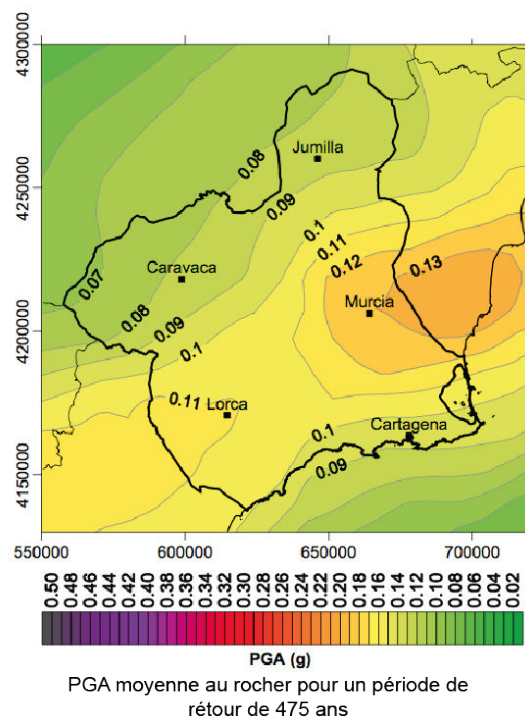 4300000
4250000
4200000
4150000
0.08
Jumilla
0.09
0.1
0.11
0.12
0.13
0.07
Caravaca
0.08
0.09
0.1
Murcia
0.11
Lorca
0.1
Cartagena
0.09
550000 600000 650000 700000
0.50 0.48 0.46 0.44 0.42 0.40 0.38 0.36 0.34 0.32 0.30 0.28 0.26 0.24 0.22 0.20 0.18 0.16 0.14 0.12 0.10 0.08 0.06 0.04 0.02
PGA (g)
PGA moyenne au rocher pour un période de
rétour de 475 ans